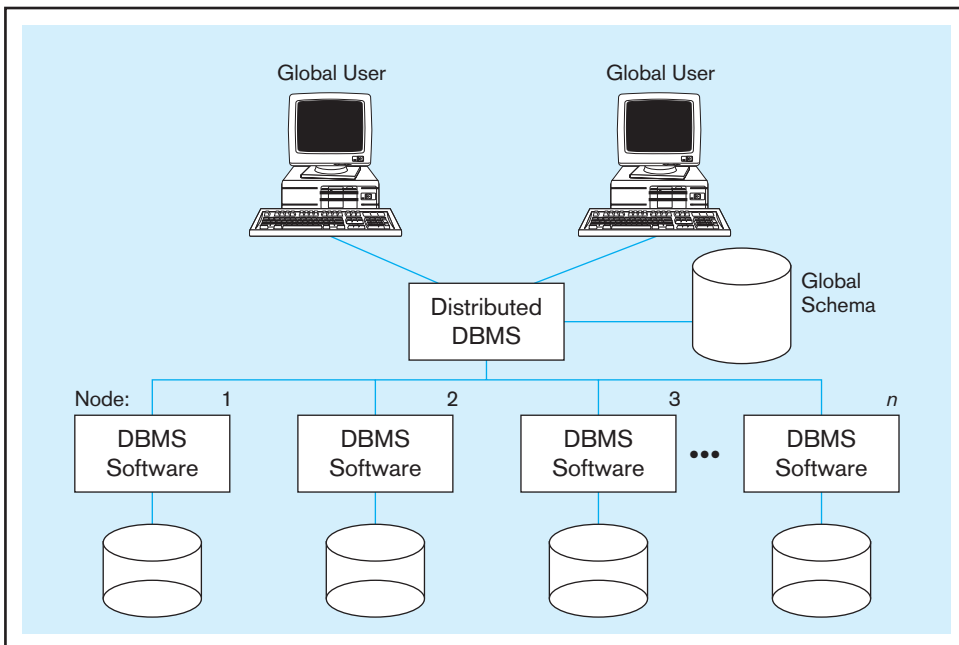 Global User
Global User
Distributed
DBMS
Global
Schema
Node:
1
2
3
n
DBMS
Software
DBMS
Software
DBMS
Software
•••
DBMS
Software